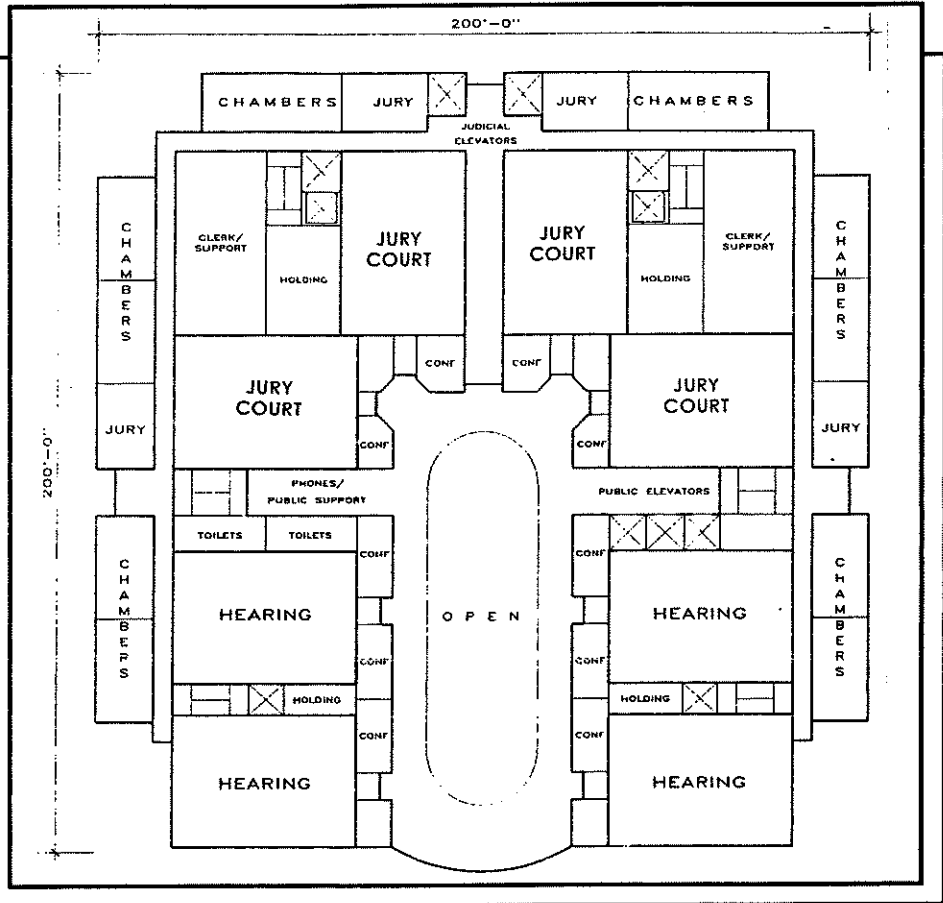 200'-0"
CHAMBERS
JURY
JURY
CHAMBERS
JUDICIAL
ELEVATORS
CHAMBERS
CLERK/
SUPPORT
HOLDING
JURY
COURT
JURY
COURT
HOLDING
CLERK/
SUPPORT
CHAMBERS
CONF
CONF
JURY
COURT
JURY
COURT
JURY
CONF
CONF
JURY
200'-0"
PHONES/
PUBLIC SUPPORT
PUBLIC ELEVATORS
TOILETS
TOILETS
CONF
CONF
CHAMBERS
HEARING
OPEN
HEARING
CHAMBERS
CONF
CONF
HOLDING
HOLDING
CONF
CONF
HEARING
HEARING